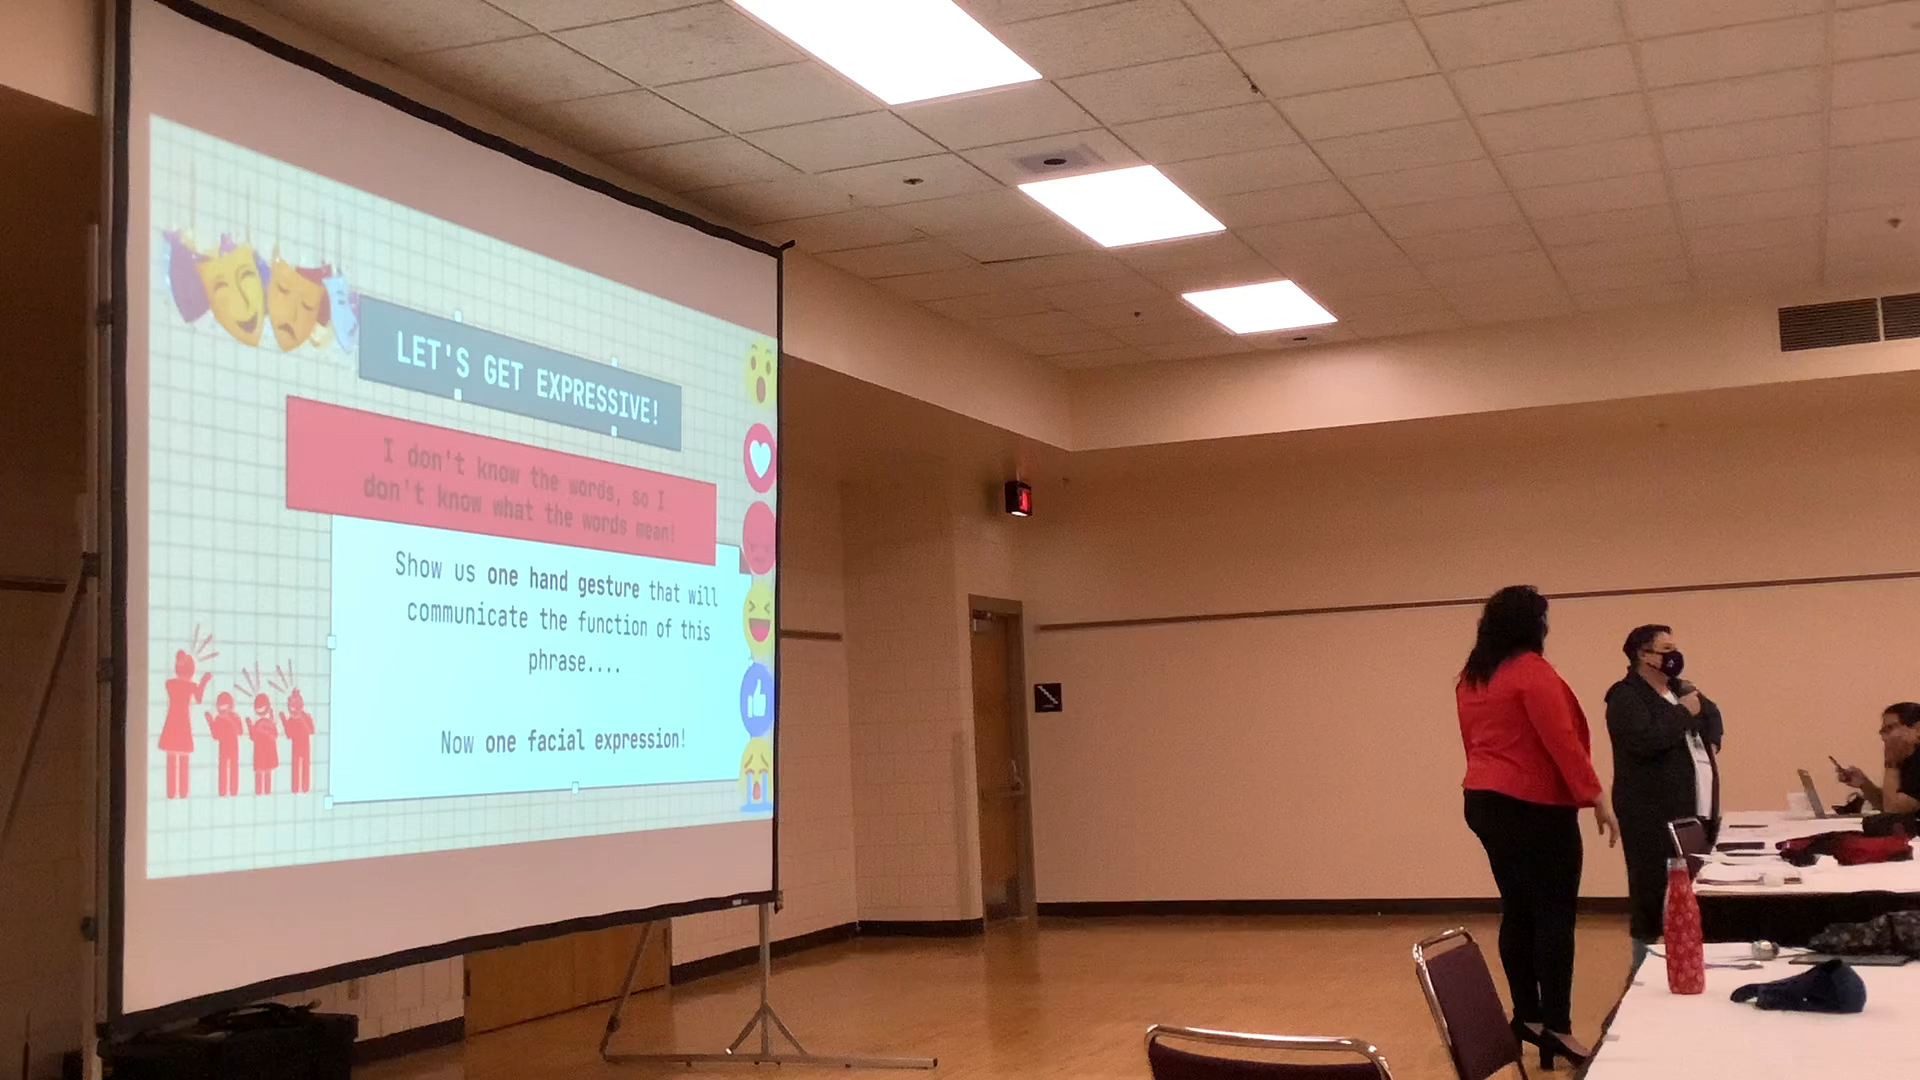 LET'S GET EXPRESSIVE!
I don't know the words, so I
don't know what the words mean!
Show us one hand gesture that will
communicate the function of this
phrase....
Now one facial expression!